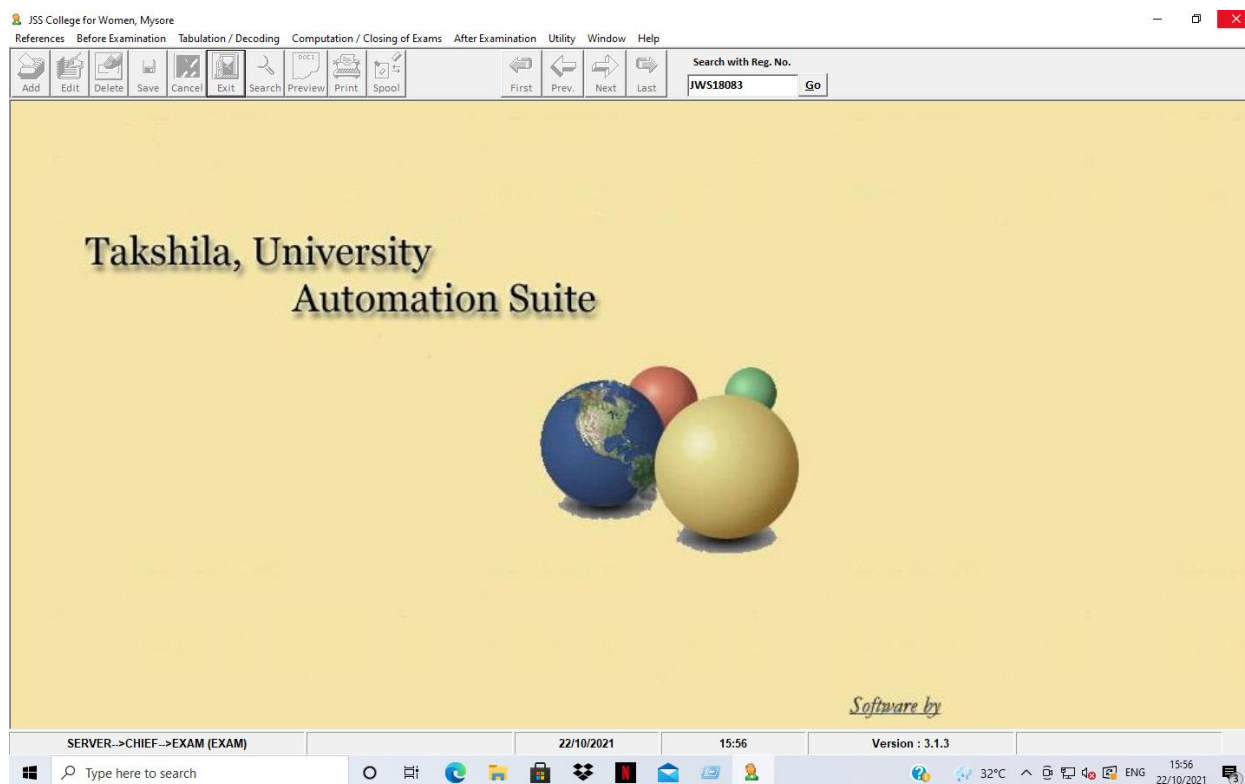 JSS College for Women, Mysore
References Before Examination Tabulation / Decoding Computation / Closing of Exams After Examination Utility Window Help
DOC1
Add Edit Delete Save Cancel Exit Search Preview Print Spool First Prev. Next Last
Search with Reg. No.
JWS18083 Go
Takshila, University
Automation Suite
Software by
SERVER-->CHIEF-->EXAM (EXAM) 22/10/2021 15:56 Version : 3.1.3
Type here to search 32°C ENG 15:56
22/10/2021 3